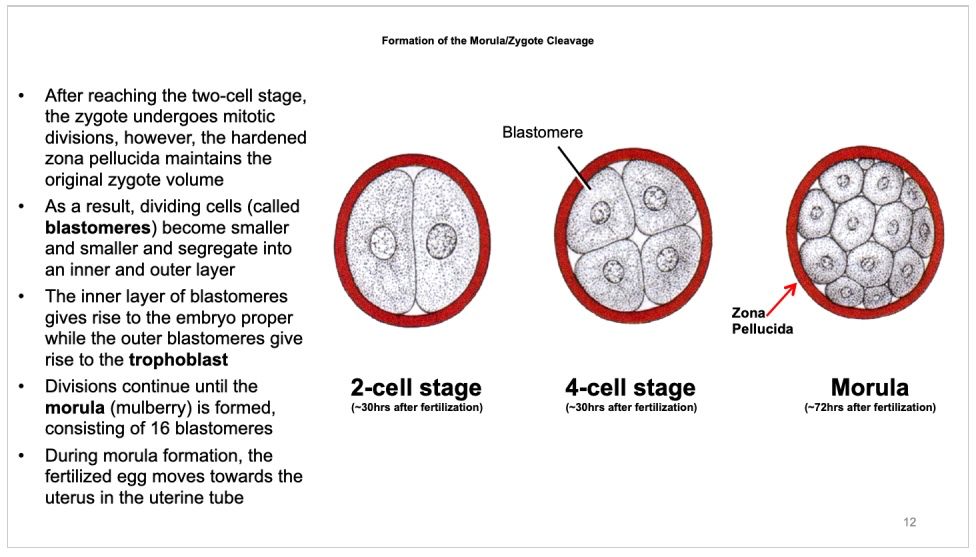 Formation of the Morula/Zygote Cleavage
• After reaching the two-cell stage,
the zygote undergoes mitotic
divisions, however, the hardened
zona pellucida maintains the
original zygote volume
• As a result, dividing cells (called
blastomeres) become smaller
and smaller and segregate into
an inner and outer layer
• The inner layer of blastomeres
gives rise to the embryo proper
while the outer blastomeres give
rise to the trophoblast
• Divisions continue until the
morula (mulberry) is formed,
consisting of 16 blastomeres
• During morula formation, the
fertilized egg moves towards the
uterus in the uterine tube
Blastomere
Zona
Pellucida
2-cell stage
(~30hrs after fertilization)
4-cell stage
(~30hrs after fertilization)
Morula
(~72hrs after fertilization)
12